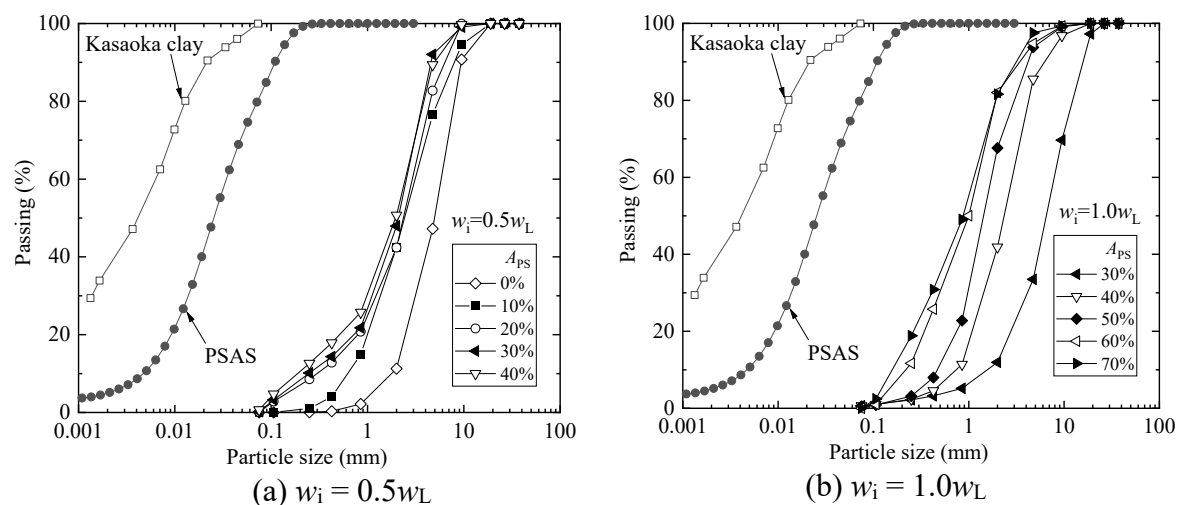 100
80
60
40
20
0
Passing (%)
Kasaoka clay
PSAS
wi=0.5wL
APS
0%
10%
20%
30%
40%
0.001 0.01 0.1 1 10 100
Particle size (mm)
(a) wi = 0.5wL
100
80
60
40
20
0
Passing (%)
Kasaoka clay
PSAS
wi=1.0wL
APS
30%
40%
50%
60%
70%
0.001 0.01 0.1 1 10 100
Particle size (mm)
(b) wi = 1.0wL